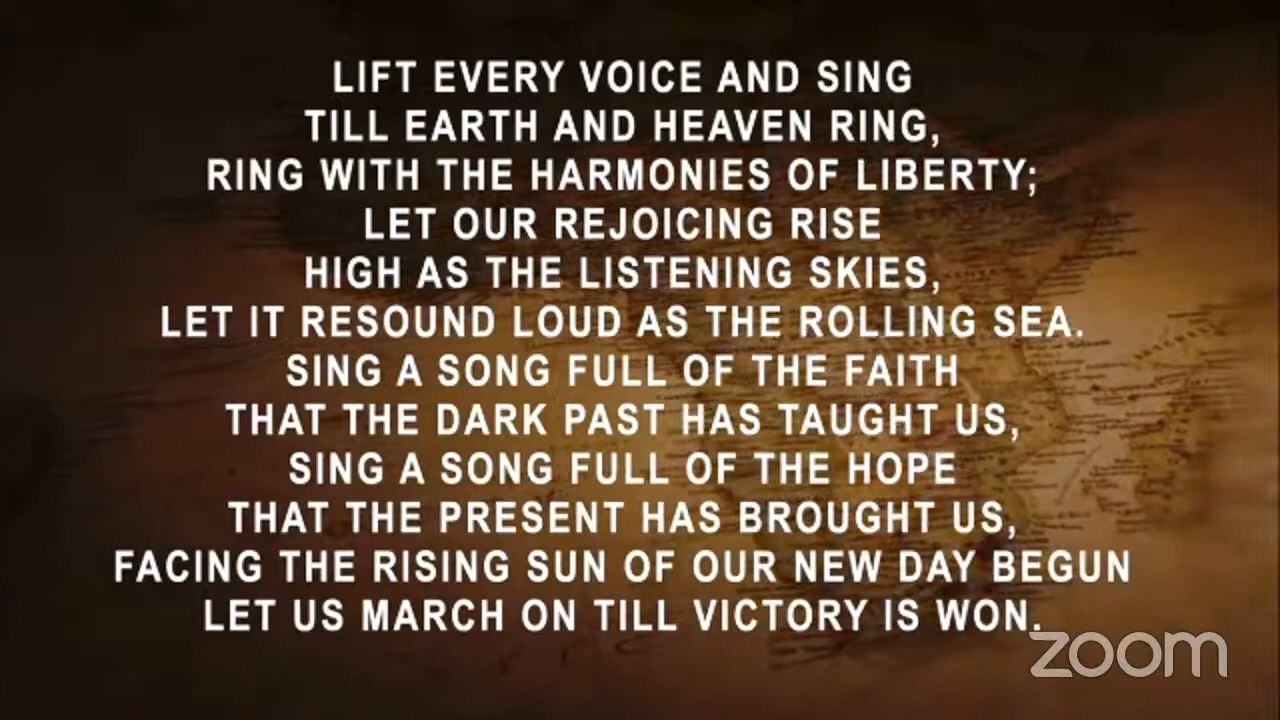 LIFT EVERY VOICE AND SING
TILL EARTH AND HEAVEN RING,
RING WITH THE HARMONIES OF LIBERTY;
LET OUR REJOICING RISE
HIGH AS THE LISTENING SKIES,
LET IT RESOUND LOUD AS THE ROLLING SEA.
SING A SONG FULL OF THE FAITH
THAT THE DARK PAST HAS TAUGHT US,
SING A SONG FULL OF THE HOPE
THAT THE PRESENT HAS BROUGHT US,
FACING THE RISING SUN OF OUR NEW DAY BEGUN
LET US MARCH ON TILL VICTORY IS WON.
zoom